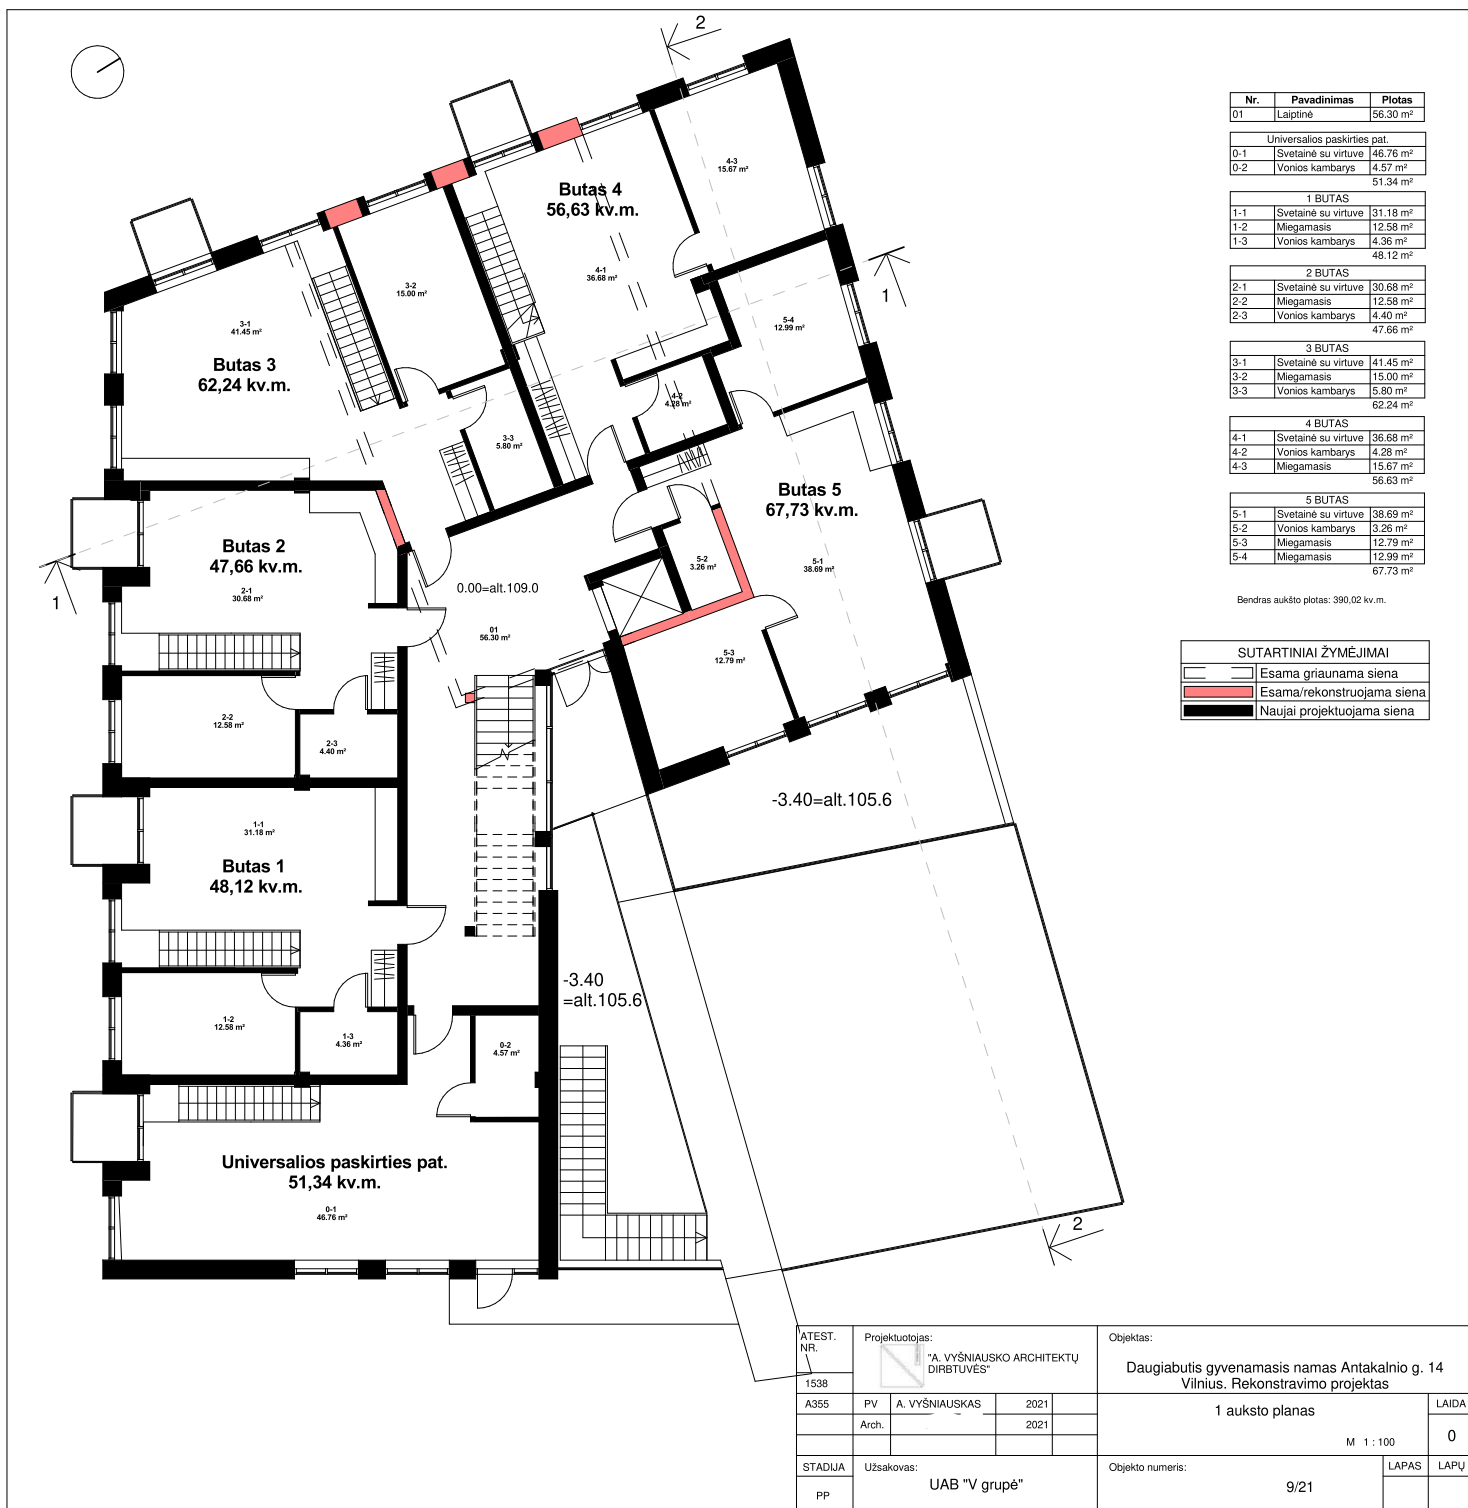 2
Nr. Pavadinimas Plotas
01 Laiptinė 56.30 m²
Universalios paskirties pat.
0-1 Svetainė su virtuve 46.76 m²
0-2 Vonios kambarys 4.57 m²
51.34 m²
1 BUTAS
1-1 Svetainė su virtuve 31.18 m²
1-2 Miegamasis 12.58 m²
1-3 Vonios kambarys 4.36 m²
48.12 m²
2 BUTAS
2-1 Svetainė su virtuve 30.68 m²
2-2 Miegamasis 12.58 m²
2-3 Vonios kambarys 4.40 m²
47.66 m²
3 BUTAS
3-1 Svetainė su virtuve 41.45 m²
3-2 Miegamasis 15.00 m²
3-3 Vonios kambarys 5.80 m²
62.24 m²
4 BUTAS
4-1 Svetainė su virtuve 36.68 m²
4-2 Vonios kambarys 4.28 m²
4-3 Miegamasis 15.67 m²
56.63 m²
5 BUTAS
5-1 Svetainė su virtuve 38.69 m²
5-2 Vonios kambarys 3.26 m²
5-3 Miegamasis 12.79 m²
5-4 Miegamasis 12.99 m²
67.73 m²
Bendras aukšto plotas: 390,02 kv.m.
SUTARTINIAI ŽYMĖJIMAI
Esama griaunama siena
Esama/rekonstruojama siena
Naujai projektuojama siena
4-3
15.67 m²
Butas 4
56,63 kv.m.
4-1
36.68 m²
1
3-2
15.00 m²
5-4
12.99 m²
3-1
41.45 m²
Butas 3
62,24 kv.m.
4-2
4.28 m²
3-3
5.80 m²
Butas 5
67,73 kv.m.
5-1
38.69 m²
5-2
3.26 m²
Butas 2
47,66 kv.m.
2-1
30.68 m²
1
0.00=alt.109.0
01
56.30 m²
5-3
12.79 m²
2-2
12.58 m²
2-3
4.40 m²
-3.40=alt.105.6
1-1
31.18 m²
Butas 1
48,12 kv.m.
-3.40
=alt.105.6
1-2
12.58 m²
1-3
4.36 m²
0-2
4.57 m²
Universalios paskirties pat.
51,34 kv.m.
0-1
46.76 m²
2
ATEST.
NR.
1538
Projektuotojas:
"A. VYŠNIAUSKO ARCHITEKTŲ
DIRBTUVĖS"
Objektas:
Daugiabutis gyvenamasis namas Antakalnio g. 14
Vilnius. Rekonstravimo projektas
A355 PV A. VYŠNIAUSKAS 2021
Arch. 2021
1 auksto planas
M 1 : 100
LAIDA
0
STADIJA
PP
Užsakovas:
UAB "V grupė"
Objekto numeris:
9/21
LAPAS LAPŲ